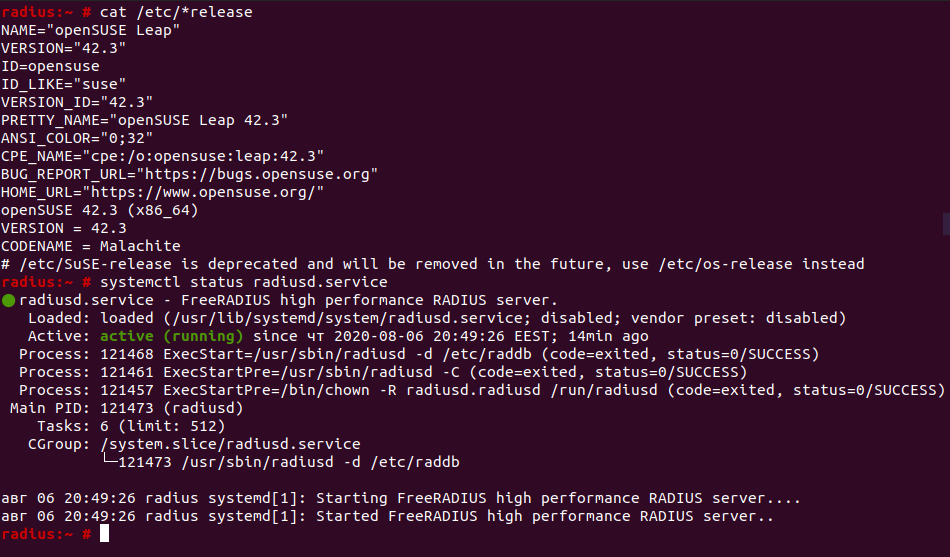 radius:~ # cat /etc/*release
NAME="openSUSE Leap"
VERSION="42.3"
ID=opensuse
ID_LIKE="suse"
VERSION_ID="42.3"
PRETTY_NAME="openSUSE Leap 42.3"
ANSI_COLOR="0;32"
CPE_NAME="cpe:/o:opensuse:leap:42.3"
BUG_REPORT_URL="https://bugs.opensuse.org"
HOME_URL="https://www.opensuse.org/"
openSUSE 42.3 (x86_64)
VERSION = 42.3
CODENAME = Malachite
# /etc/SuSE-release is deprecated and will be removed in the future, use /etc/os-release instead
radius:~ # systemctl status radiusd.service
● radiusd.service - FreeRADIUS high performance RADIUS server.
   Loaded: loaded (/usr/lib/systemd/system/radiusd.service; disabled; vendor preset: disabled)
   Active: active (running) since чт 2020-08-06 20:49:26 EEST; 14min ago
  Process: 121468 ExecStart=/usr/sbin/radiusd -d /etc/raddb (code=exited, status=0/SUCCESS)
  Process: 121461 ExecStartPre=/usr/sbin/radiusd -C (code=exited, status=0/SUCCESS)
  Process: 121457 ExecStartPre=/bin/chown -R radiusd.radiusd /run/radiusd (code=exited, status=0/SUCCESS)
 Main PID: 121473 (radiusd)
    Tasks: 6 (limit: 512)
   CGroup: /system.slice/radiusd.service
           └─121473 /usr/sbin/radiusd -d /etc/raddb
авг 06 20:49:26 radius systemd[1]: Starting FreeRADIUS high performance RADIUS server....
авг 06 20:49:26 radius systemd[1]: Started FreeRADIUS high performance RADIUS server..
radius:~ #